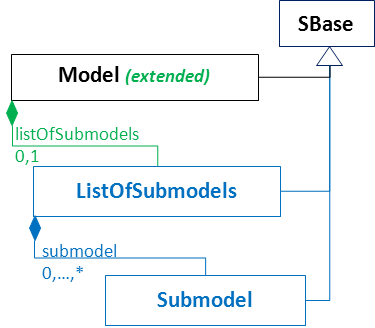 SBase
Model (extended)
listOfSubmodels
0,1
ListOfSubmodels
submodel
0,...,*
Submodel